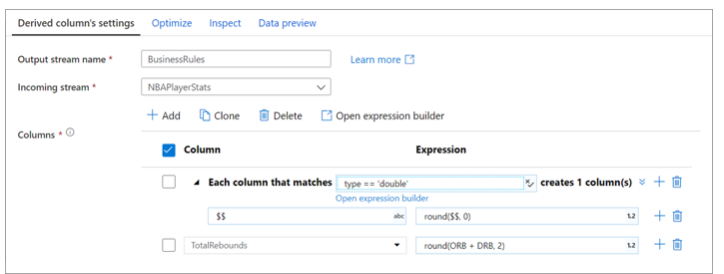 Derived column's settings Optimize Inspect Data preview
Output stream name * BusinessRules Learn more
Incoming stream * NBAPlayerStats
Add Clone Delete Open expression builder
Columns *
Column Expression
Each column that matches type == 'double' creates 1 column(s)
Open expression builder
$$ abc round($$, 0) 1.2
TotalRebounds round(ORB + DRB, 2) 1.2